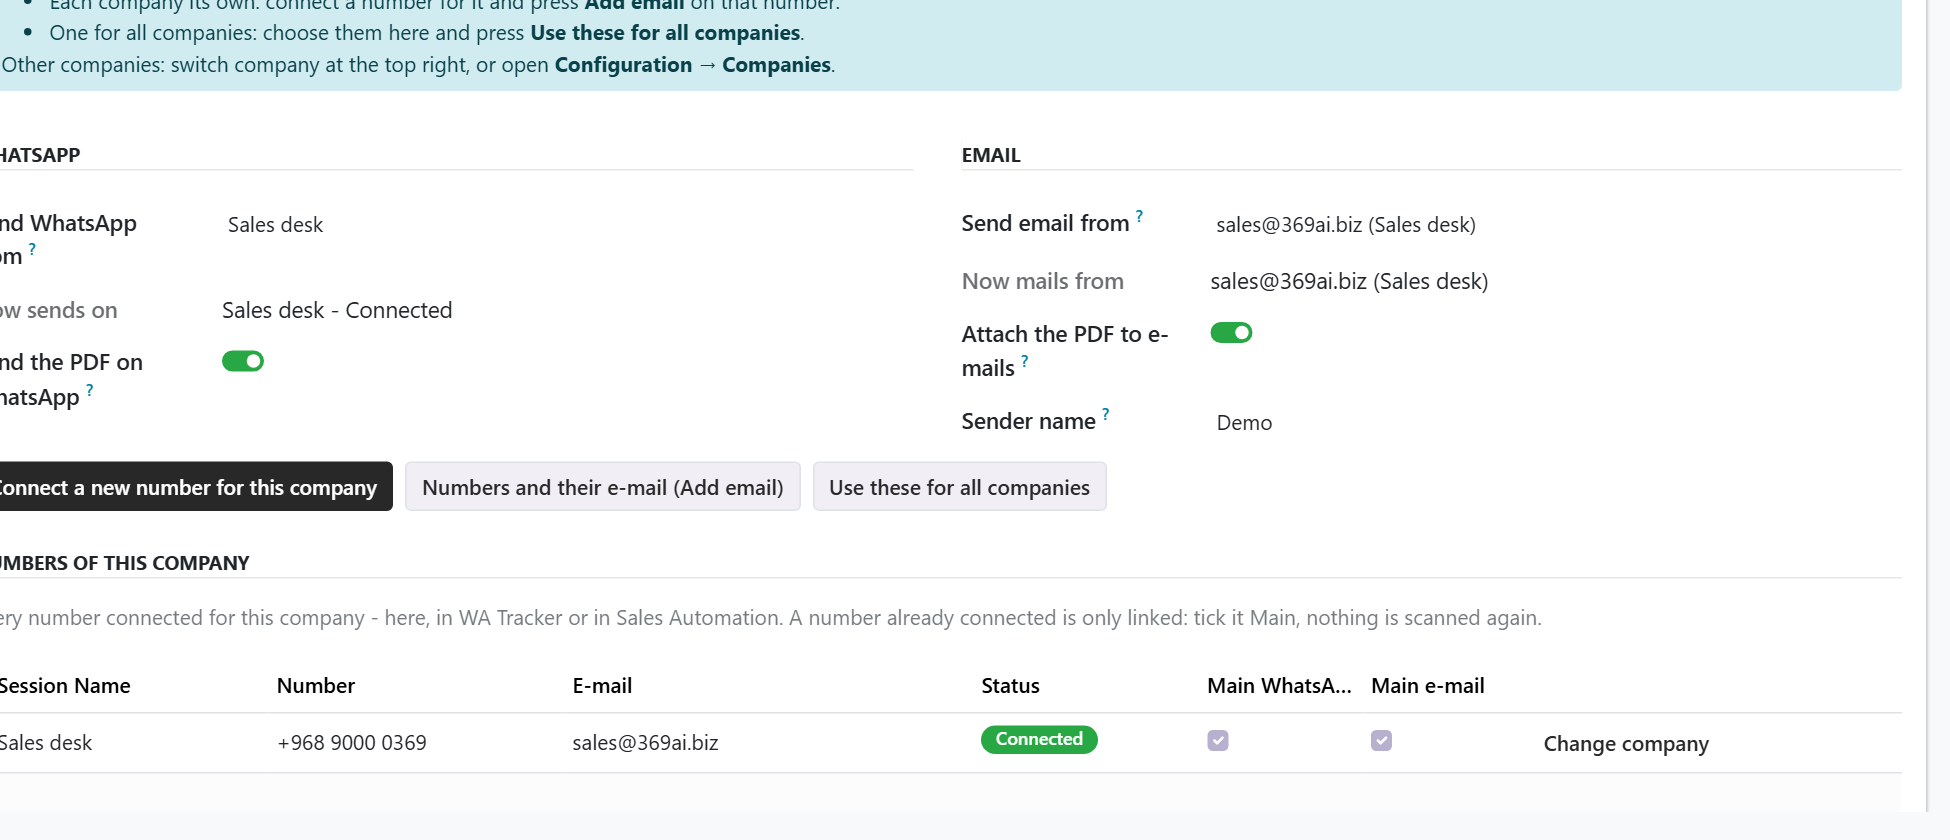 Each company its own: connect a number for it and press Add email on that number.
One for all companies: choose them here and press Use these for all companies.
Other companies: switch company at the top right, or open Configuration → Companies.
HATSAPP
EMAIL
nd WhatsApp
om ?
Sales desk
Send email from ?
sales@369ai.biz (Sales desk)
ow sends on
Sales desk - Connected
Now mails from
sales@369ai.biz (Sales desk)
nd the PDF on
hatsApp ?
Attach the PDF to e-
mails ?
Sender name ?
Demo
Connect a new number for this company
Numbers and their e-mail (Add email)
Use these for all companies
UMBERS OF THIS COMPANY
ery number connected for this company - here, in WA Tracker or in Sales Automation. A number already connected is only linked: tick it Main, nothing is scanned again.
Session Name Number E-mail Status Main WhatsA... Main e-mail
Sales desk +968 9000 0369 sales@369ai.biz Connected Change company